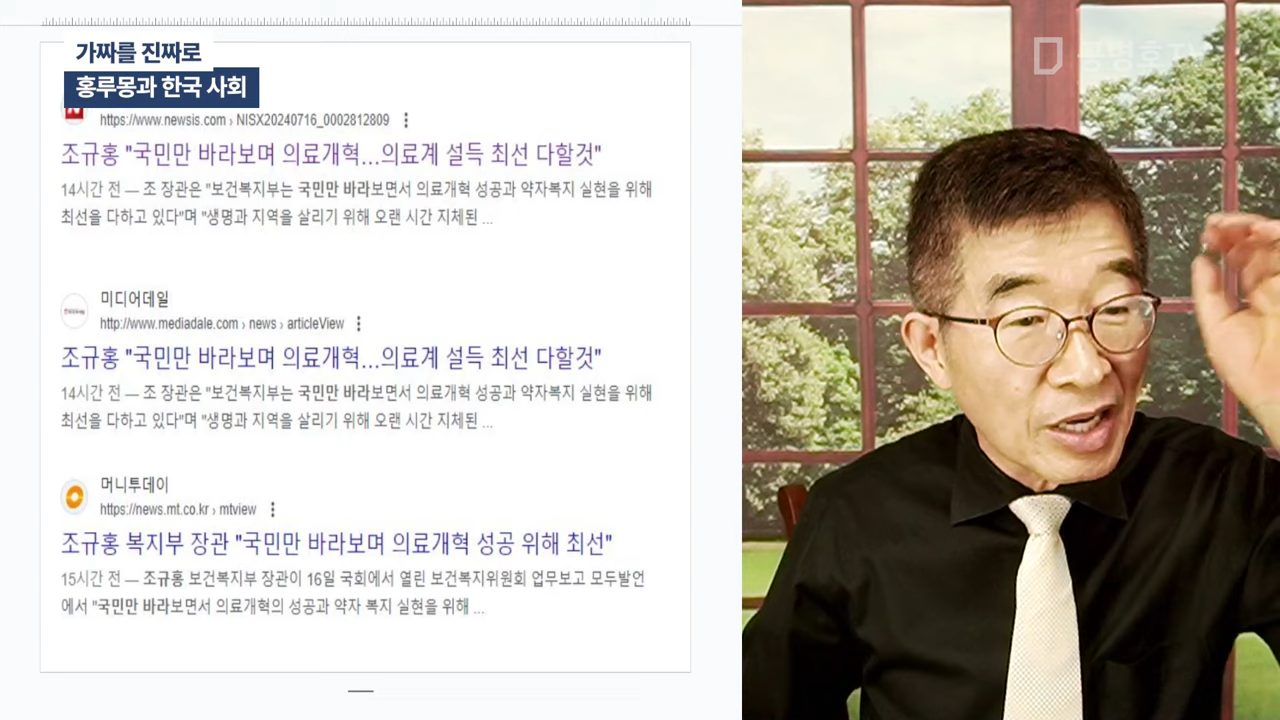 가짜를 진짜로
홍루몽과 한국 사회
https://www.newsis.com › NISX20240716_0002812809
조규홍 "국민만 바라보며 의료개혁...의료계 설득 최선 다할것"
14시간 전 — 조 장관은 "보건복지부는 국민만 바라보면서 의료개혁 성공과 약자복지 실현을 위해
최선을 다하고 있다"며 "생명과 지역을 살리기 위해 오랜 시간 지체된 ...
미디어데일
http://www.mediadale.com › news › articleView
조규홍 "국민만 바라보며 의료개혁...의료계 설득 최선 다할것"
14시간 전 — 조 장관은 "보건복지부는 국민만 바라보면서 의료개혁 성공과 약자복지 실현을 위해
최선을 다하고 있다"며 "생명과 지역을 살리기 위해 오랜 시간 지체된 ...
머니투데이
https://news.mt.co.kr › mtview
조규홍 복지부 장관 "국민만 바라보며 의료개혁 성공 위해 최선"
15시간 전 — 조규홍 보건복지부 장관이 16일 국회에서 열린 보건복지위원회 업무보고 모두발언
에서 "국민만 바라보면서 의료개혁의 성공과 약자 복지 실현을 위해 ...